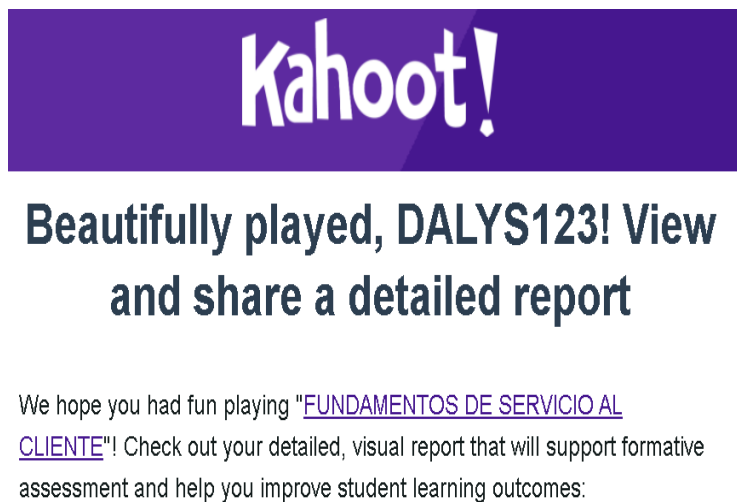 Kahoot!
Beautifully played, DALYS123! View
and share a detailed report
We hope you had fun playing "FUNDAMENTOS DE SERVICIO AL
CLIENTE"! Check out your detailed, visual report that will support formative
assessment and help you improve student learning outcomes: